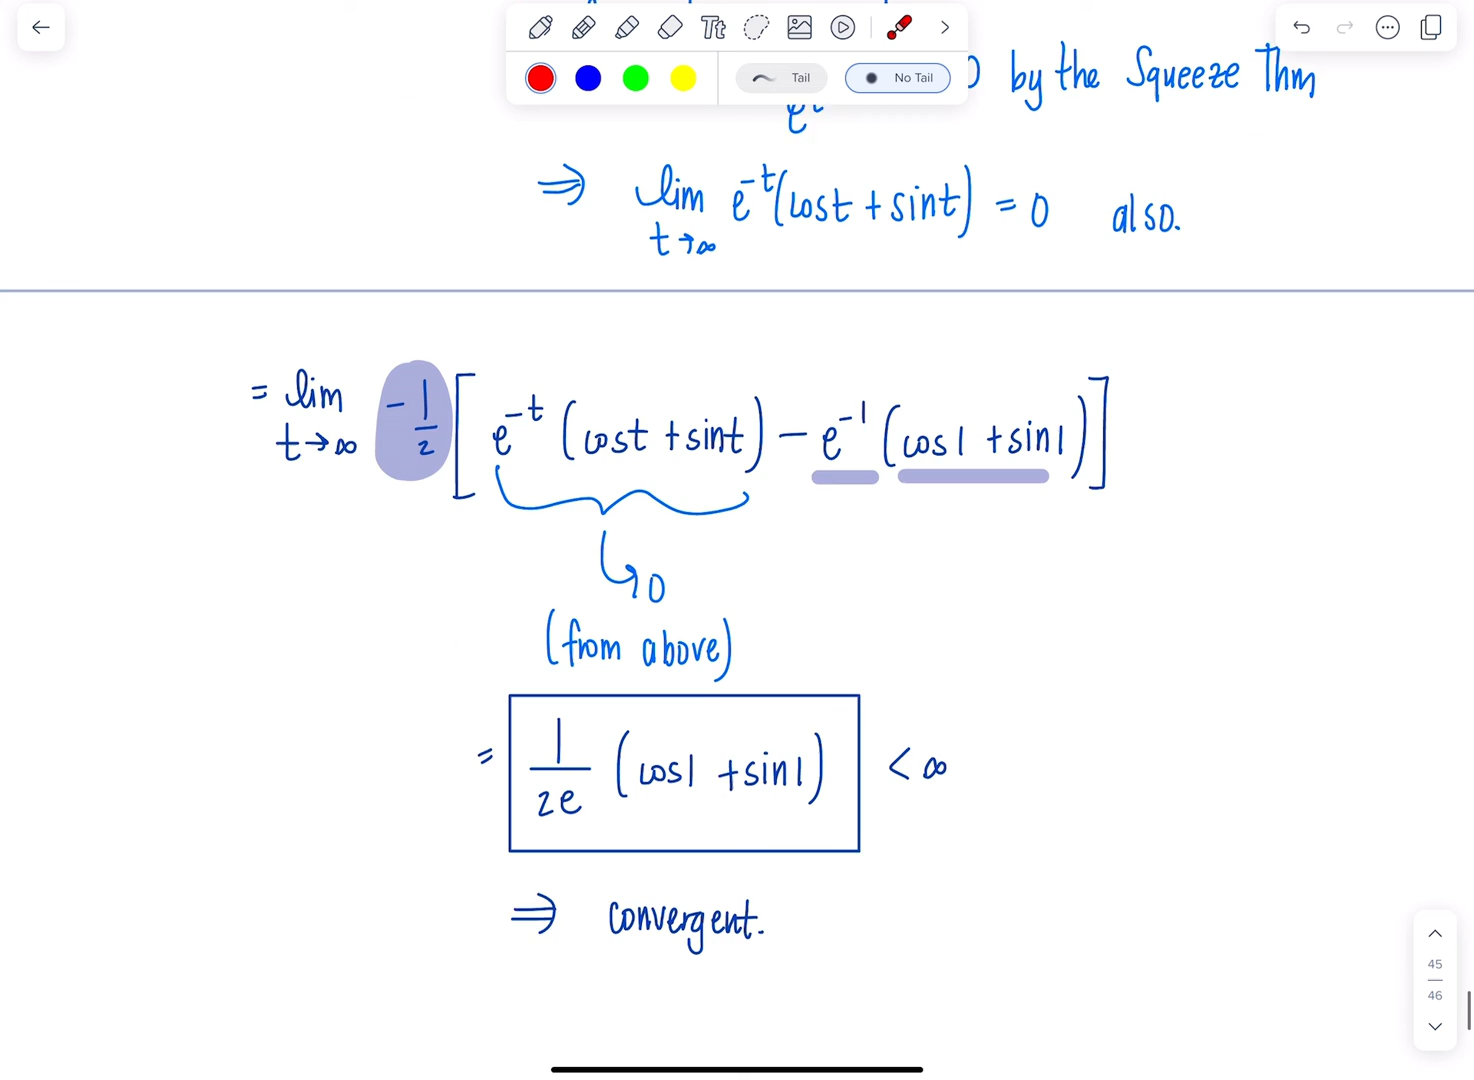 Tt
Tail No Tail
by the Squeeze Thm
⇒ lim e^-t (cost + sint) = 0 also.
t→∞
= lim -1/2 [ e^-t (cost + sint) - e^-1 (cos1 + sin1) ]
t→∞
↳ 0
(from above)
= 1/2e (cos1 + sin1) < ∞
⇒ convergent.
45
46